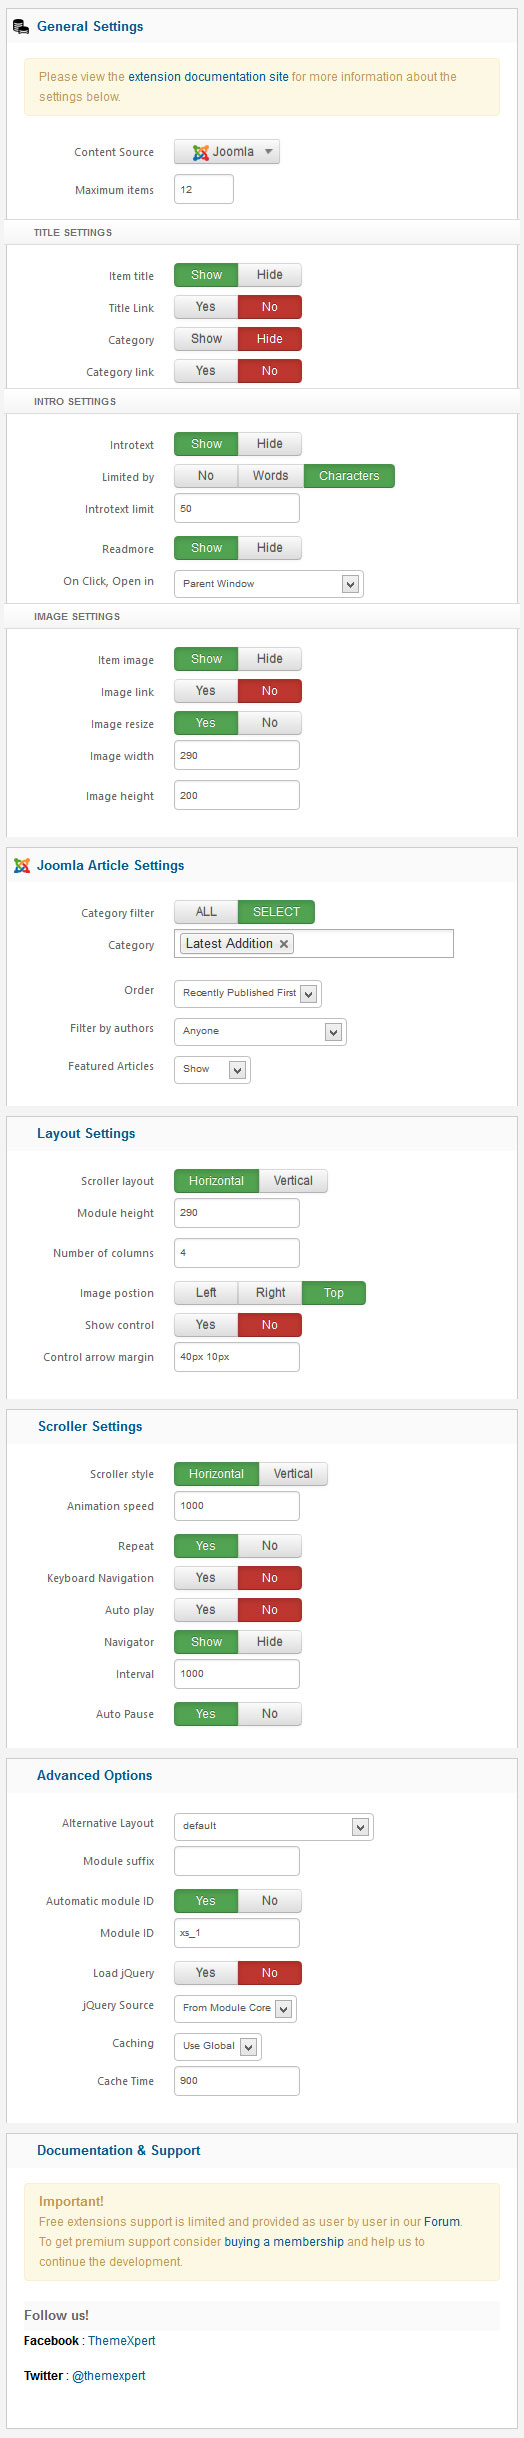 General Settings
Please view the extension documentation site for more information about the
settings below.
Content Source Joomla
Maximum items 12
TITLE SETTINGS
Item title Show Hide
Title Link Yes No
Category Show Hide
Category link Yes No
INTRO SETTINGS
Introtext Show Hide
Limited by No Words Characters
Introtext limit 50
Readmore Show Hide
On Click, Open in Parent Window
IMAGE SETTINGS
Item image Show Hide
Image link Yes No
Image resize Yes No
Image width 290
Image height 200
Joomla Article Settings
Category filter ALL SELECT
Category Latest Addition ×
Order Recently Published First
Filter by authors Anyone
Featured Articles Show
Layout Settings
Scroller layout Horizontal Vertical
Module height 290
Number of columns 4
Image postion Left Right Top
Show control Yes No
Control arrow margin 40px 10px
Scroller Settings
Scroller style Horizontal Vertical
Animation speed 1000
Repeat Yes No
Keyboard Navigation Yes No
Auto play Yes No
Navigator Show Hide
Interval 1000
Auto Pause Yes No
Advanced Options
Alternative Layout default
Module suffix
Automatic module ID Yes No
Module ID xs_1
Load jQuery Yes No
jQuery Source From Module Core
Caching Use Global
Cache Time 900
Documentation & Support
Important!
Free extensions support is limited and provided as user by user in our Forum.
To get premium support consider buying a membership and help us to
continue the development.
Follow us!
Facebook : ThemeXpert
Twitter : @themexpert